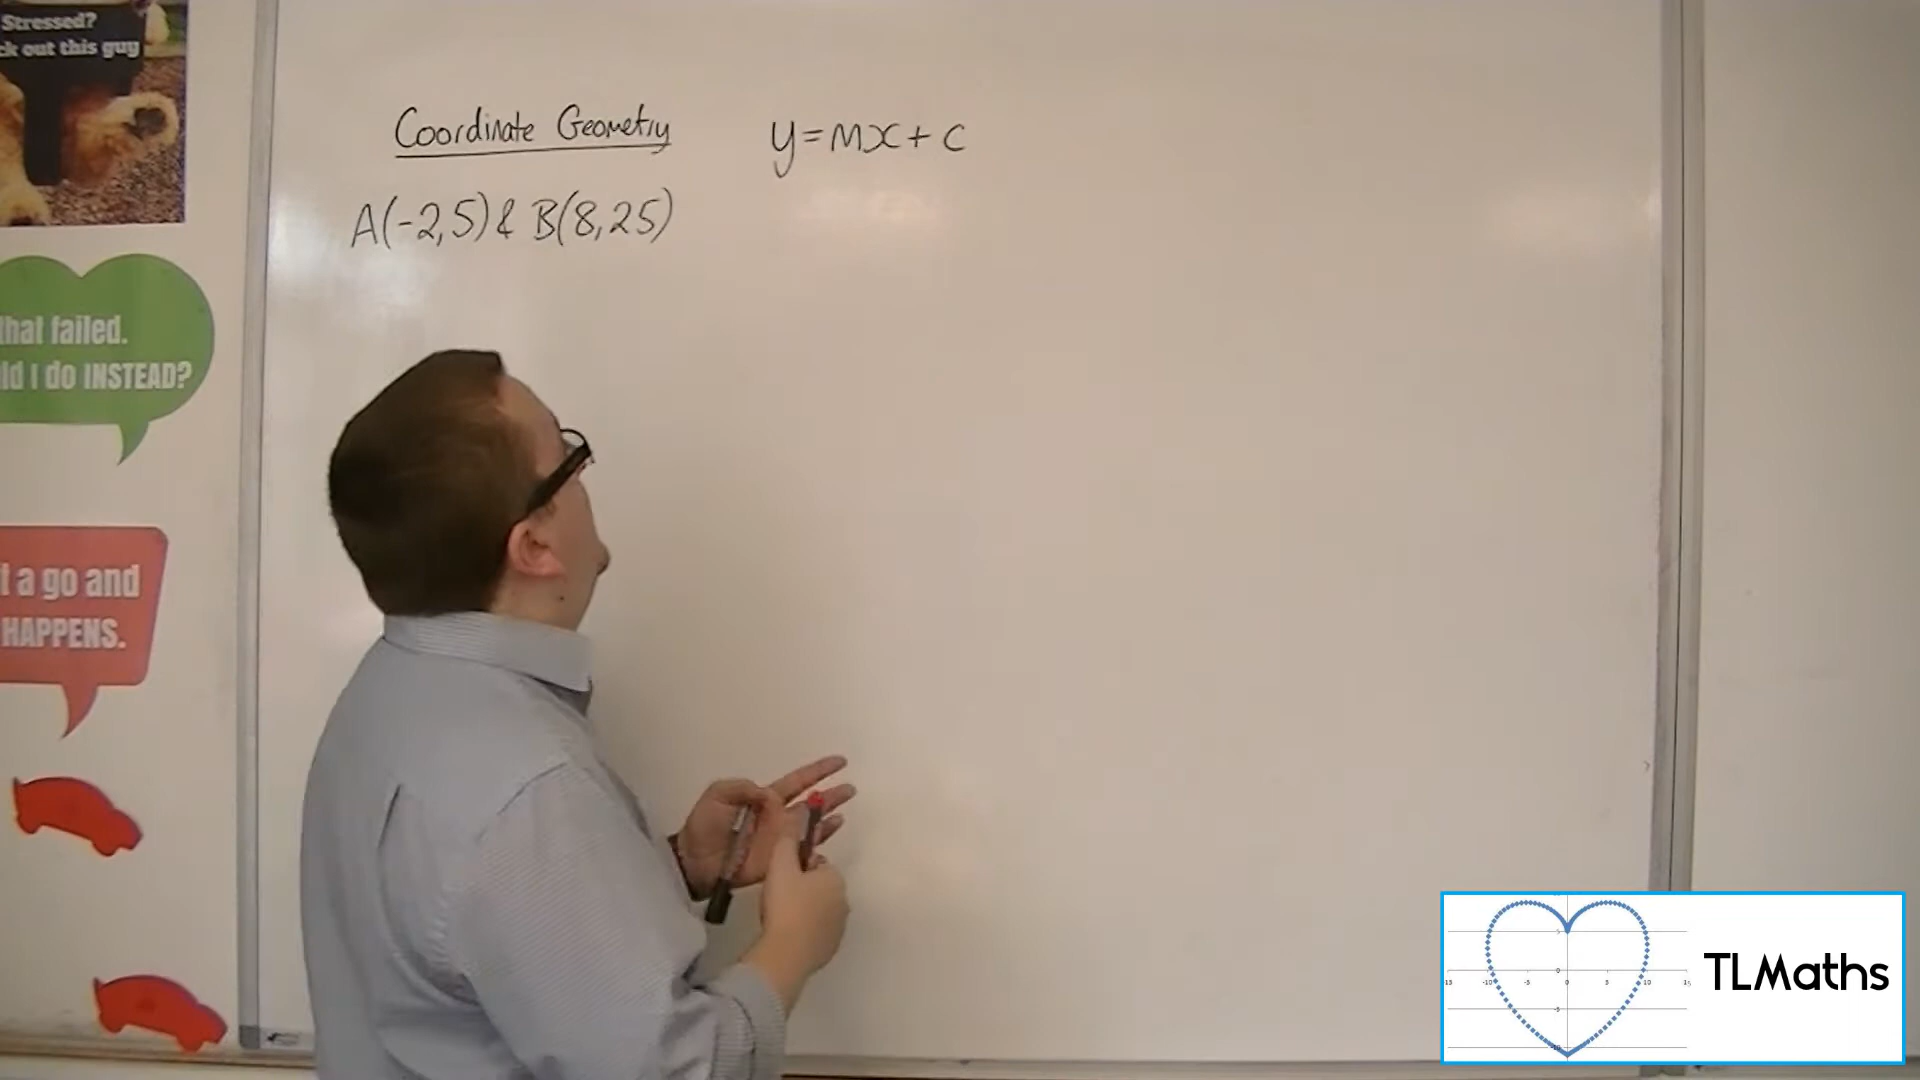 Stressed?
ck out this guy
Coordinate Geometry
y=mx+c
A(-2,5) & B(8,25)
that failed.
ld I do INSTEAD?
t a go and
HAPPENS.
TLMaths